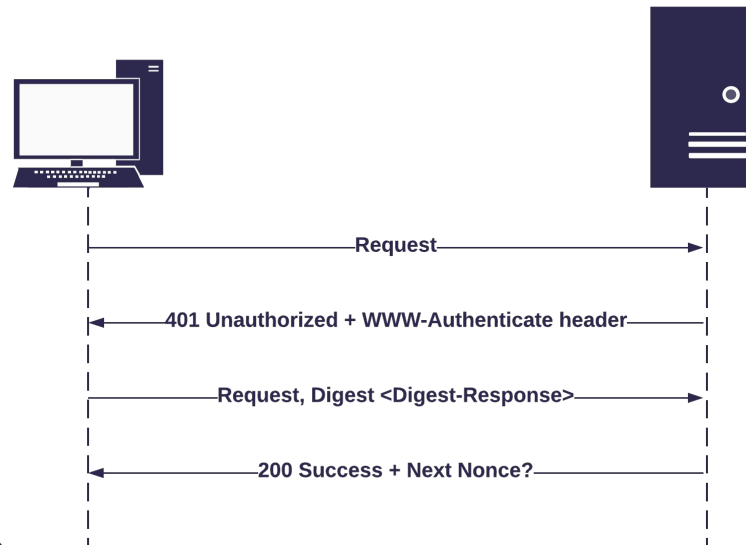 Request
401 Unauthorized + WWW-Authenticate header
Request, Digest <Digest-Response>
200 Success + Next Nonce?